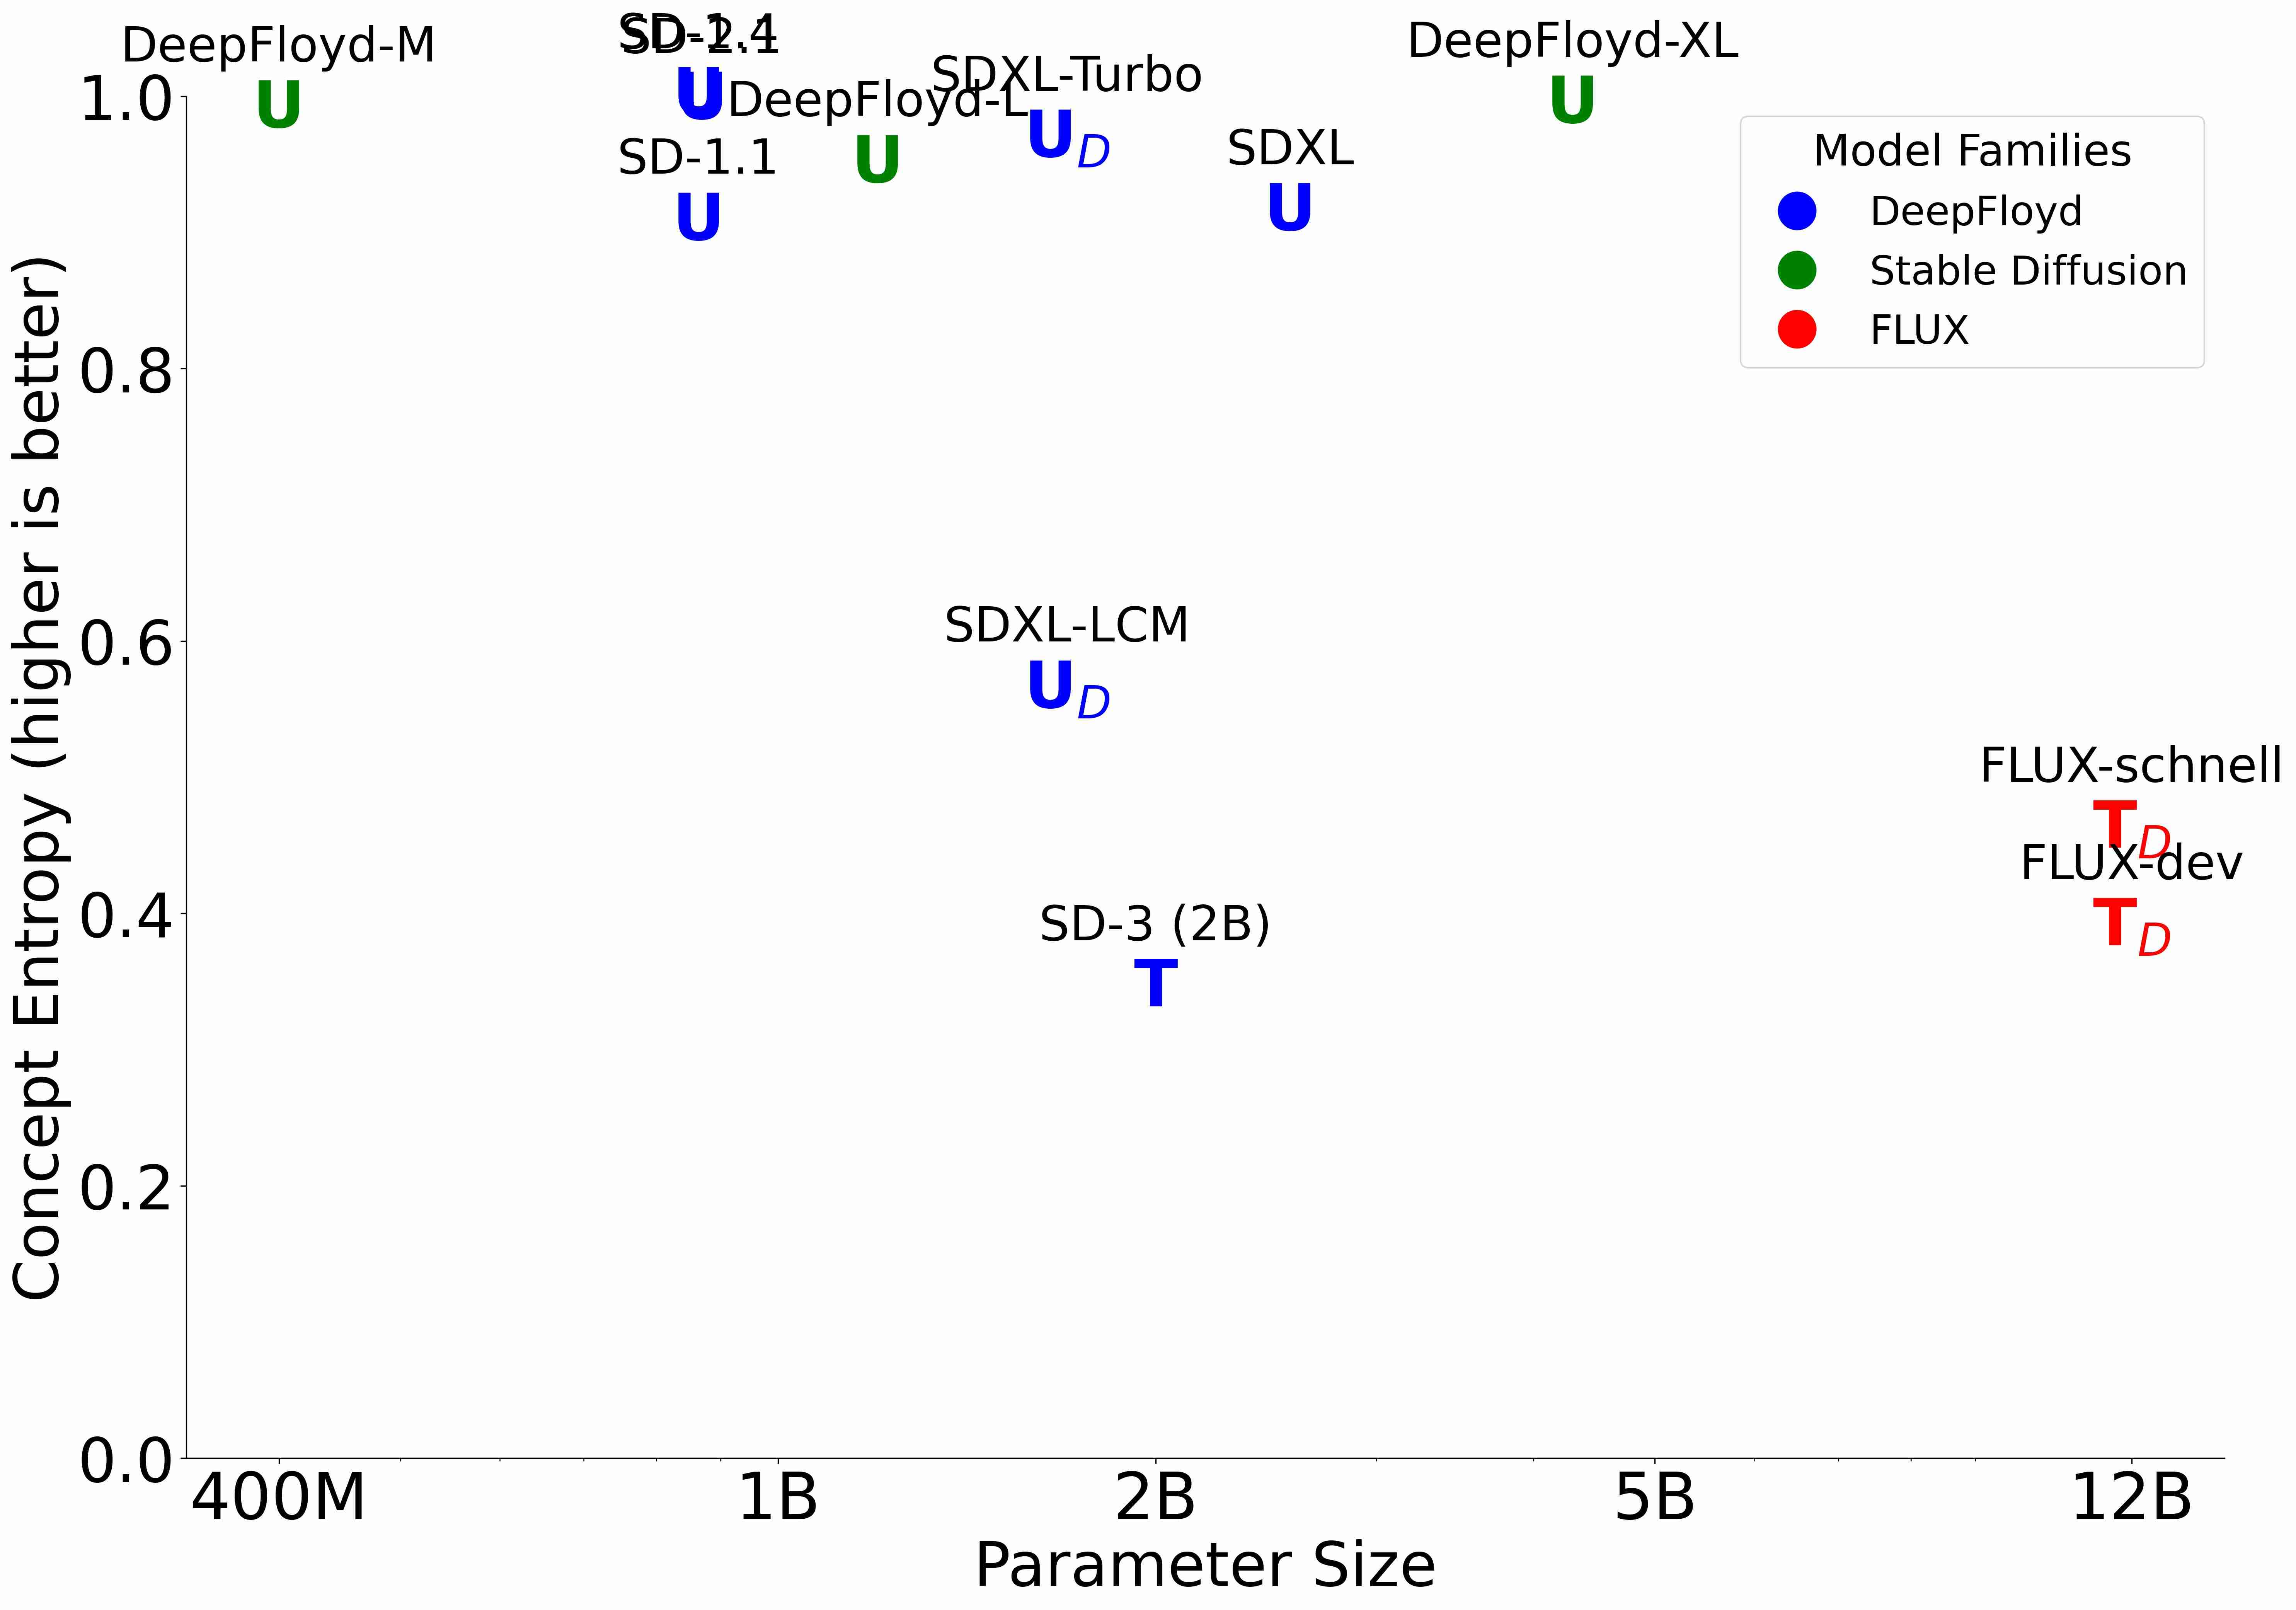 DeepFloyd-M
SD-1.4
SD-2.1
DeepFloyd-XL
SDXL-Turbo
DeepFloyd-L
SD-1.1
SDXL
U
U
U
U
U
U D
U
U
U
Model Families
DeepFloyd
Stable Diffusion
FLUX
SDXL-LCM
U D
FLUX-schnell
T D
FLUX-dev
T D
SD-3 (2B)
T
Concept Entropy (higher is better)
1.0
0.8
0.6
0.4
0.2
0.0
400M
1B
2B
5B
12B
Parameter Size